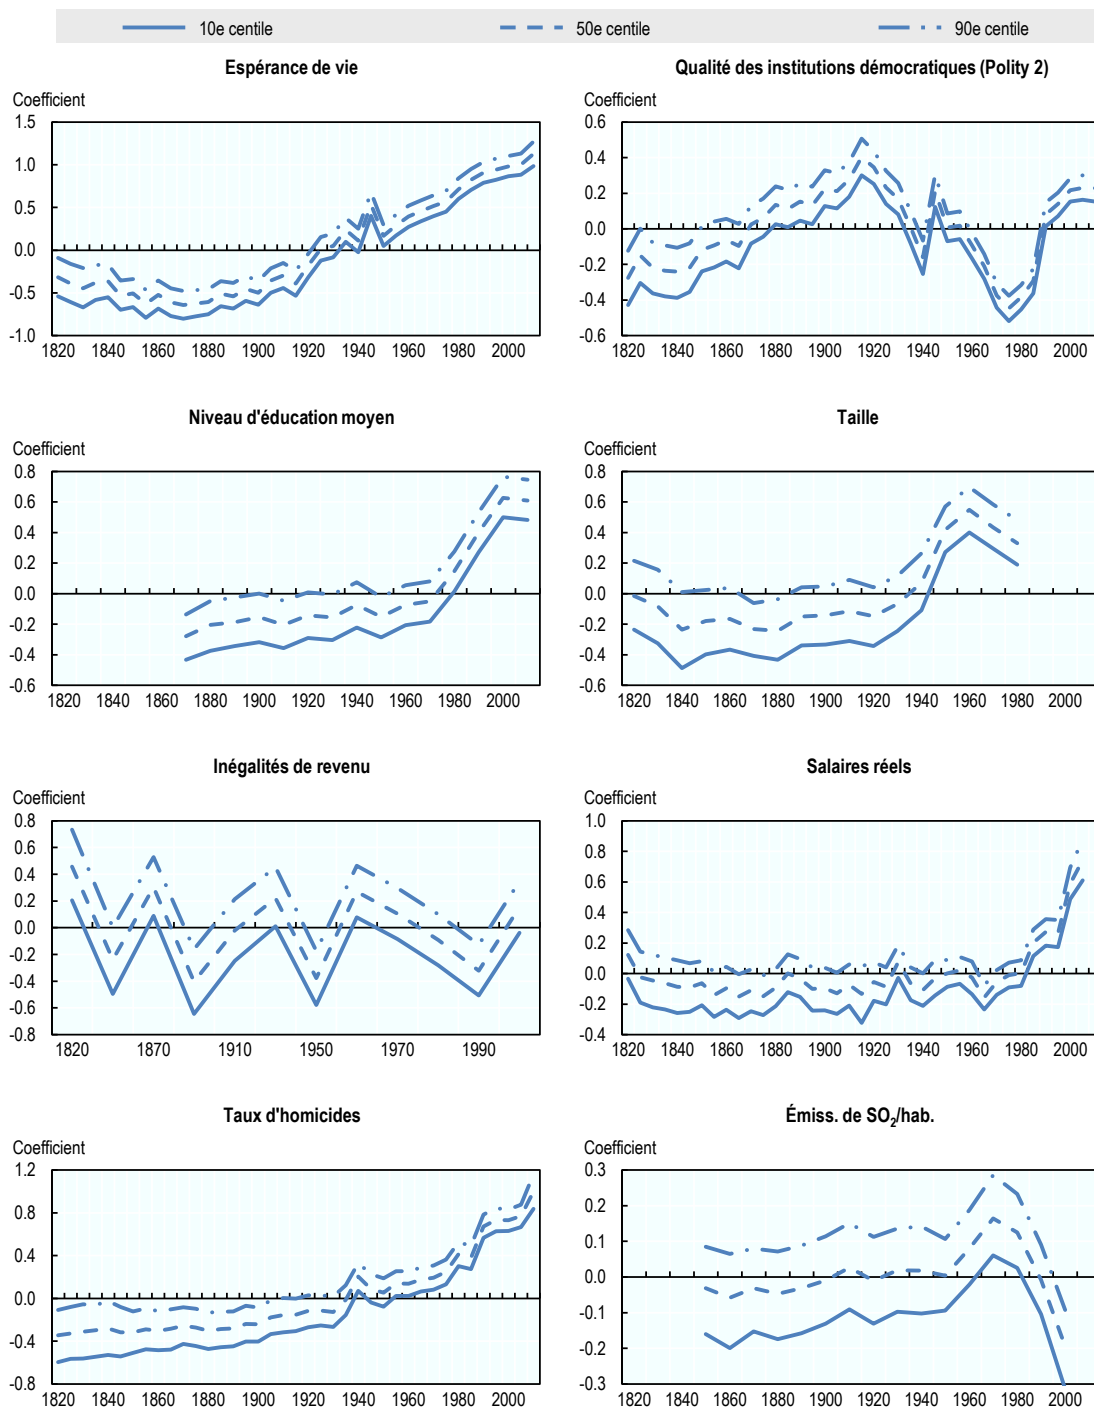 10e centile 50e centile 90e centile
Espérance de vie
Coefficient
1.5
1.0
0.5
0.0
-0.5
-1.0
1820 1840 1860 1880 1900 1920 1940 1960 1980 2000
Qualité des institutions démocratiques (Polity 2)
Coefficient
0.6
0.4
0.2
0.0
-0.2
-0.4
-0.6
1820 1840 1860 1880 1900 1920 1940 1960 1980 2000
Niveau d'éducation moyen
Coefficient
0.8
0.6
0.4
0.2
0.0
-0.2
-0.4
-0.6
1820 1840 1860 1880 1900 1920 1940 1960 1980 2000
Taille
Coefficient
0.8
0.6
0.4
0.2
0.0
-0.2
-0.4
-0.6
1820 1840 1860 1880 1900 1920 1940 1960 1980 2000
Inégalités de revenu
Coefficient
0.8
0.6
0.4
0.2
0.0
-0.2
-0.4
-0.6
-0.8
1820 1870 1910 1950 1970 1990
Salaires réels
Coefficient
1.0
0.8
0.6
0.4
0.2
0.0
-0.2
-0.4
1820 1840 1860 1880 1900 1920 1940 1960 1980 2000
Taux d'homicides
Coefficient
1.2
0.8
0.4
0.0
-0.4
-0.8
1820 1840 1860 1880 1900 1920 1940 1960 1980 2000
Émiss. de SO2/hab.
Coefficient
0.3
0.2
0.1
0.0
-0.1
-0.2
-0.3
1820 1840 1860 1880 1900 1920 1940 1960 1980 2000